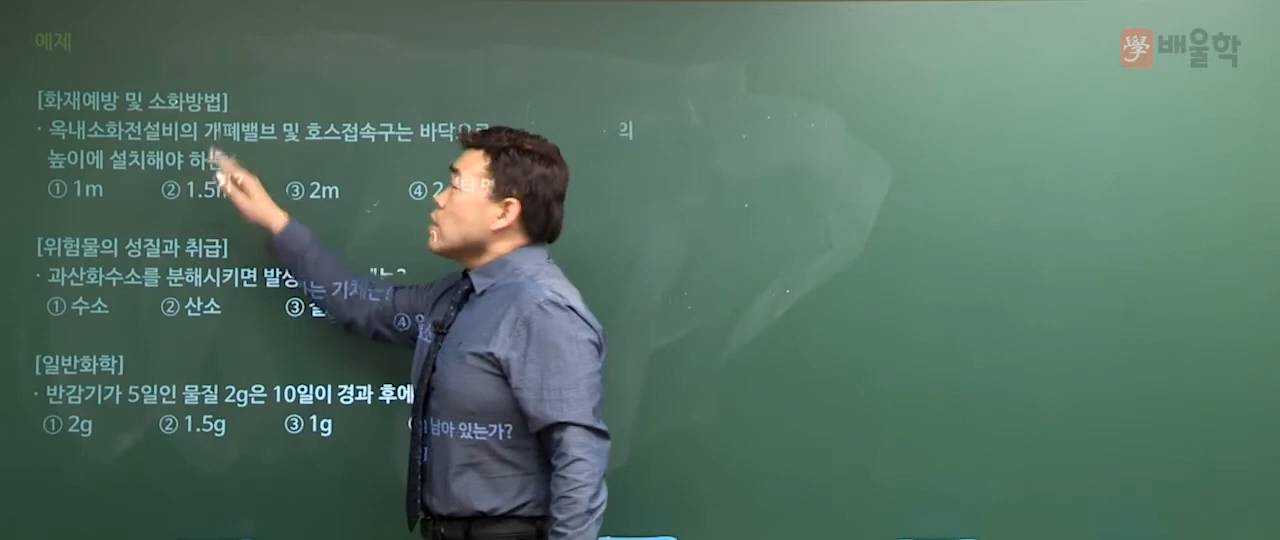 예제
學 배울학
[화재예방 및 소화방법]
· 옥내소화전설비의 개폐밸브 및 호스접속구는 바닥으로 의
높이에 설치해야 하는
① 1m ② 1.5m ③ 2m ④
[위험물의 성질과 취급]
· 과산화수소를 분해시키면 발생하는 기체는?
① 수소 ② 산소 ③ ④
[일반화학]
· 반감기가 5일인 물질 2g은 10일이 경과 후에 남아 있는가?
① 2g ② 1.5g ③ 1g